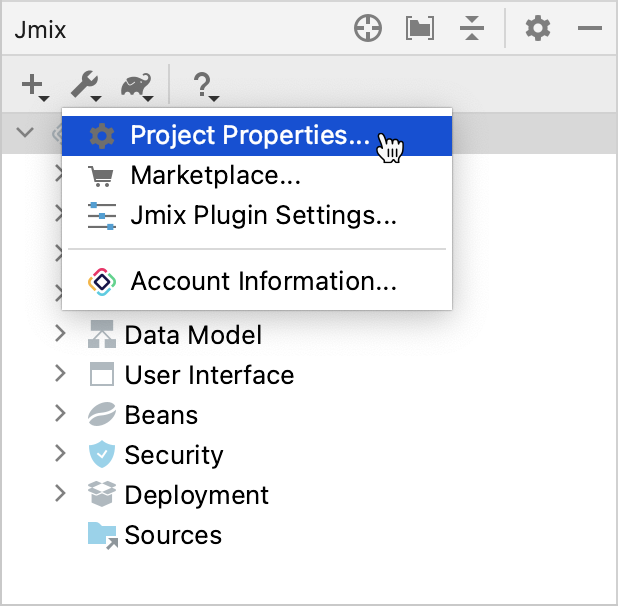 Jmix
?
Project Properties...
Marketplace...
Jmix Plugin Settings...
Account Information...
Data Model
User Interface
Beans
Security
Deployment
Sources